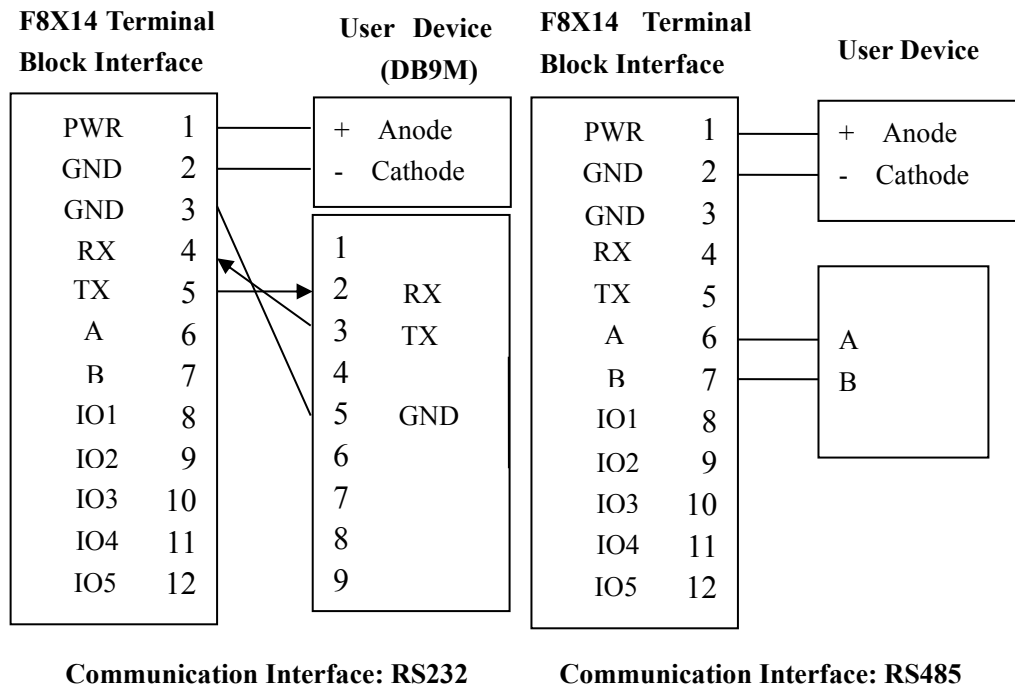 F8X14 Terminal
Block Interface
PWR 1
GND 2
GND 3
RX 4
TX 5
A 6
B 7
IO1 8
IO2 9
IO3 10
IO4 11
IO5 12
User Device
(DB9M)
+ Anode
- Cathode
1
2 RX
3 TX
4
5 GND
6
7
8
9
Communication Interface: RS232
F8X14 Terminal
Block Interface
PWR 1
GND 2
GND 3
RX 4
TX 5
A 6
B 7
IO1 8
IO2 9
IO3 10
IO4 11
IO5 12
User Device
+ Anode
- Cathode
A
B
Communication Interface: RS485